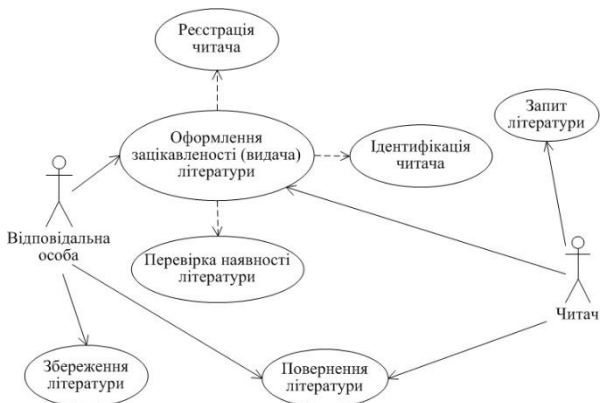 Реєстрація
читача
Оформлення
зацікавленості (видача)
літератури
Запит
літератури
Ідентифікація
читача
Відповідальна
особа
Перевірка наявності
літератури
Читач
Збереження
літератури
Повернення
літератури